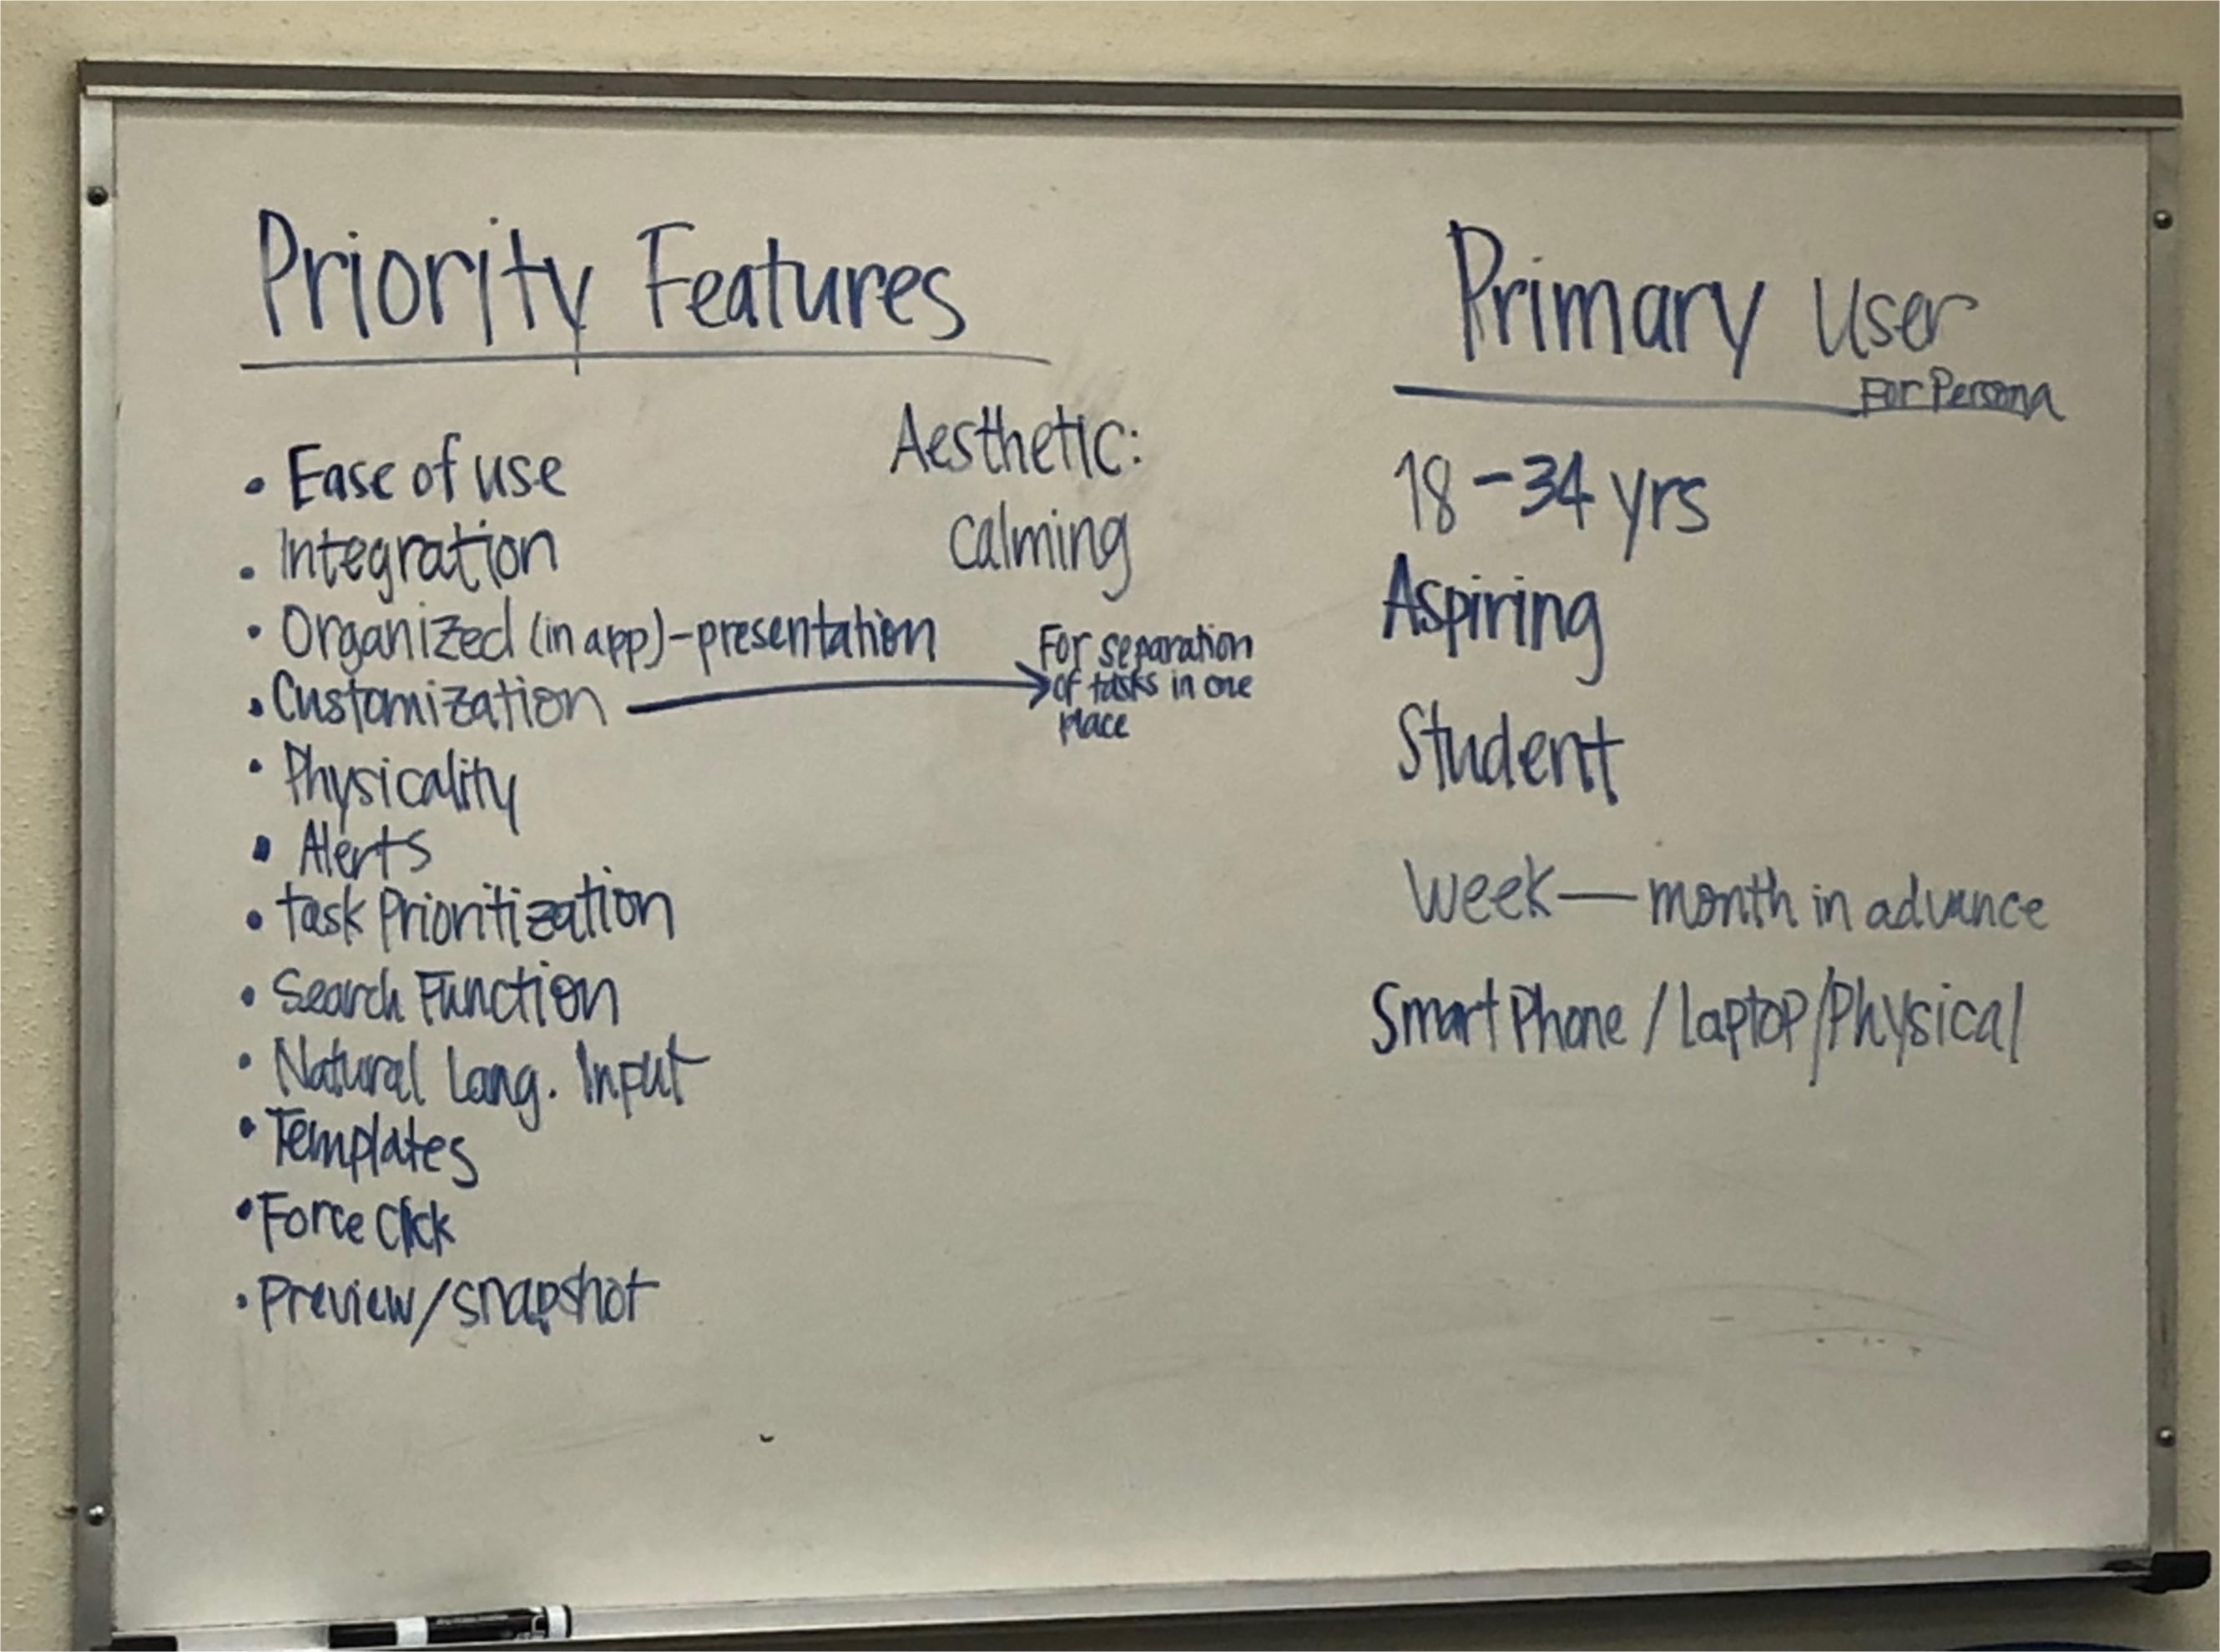 Priority Features
• Ease of use
• Integration
• Organized (in app)-presentation
• Customization
For separation
of tasks in one
place
• Physicality
• Alerts
• task Prioritization
• Search Function
• Natural Lang. Input
• Templates
• Force Click
• Preview/snapshot
Aesthetic:
calming
Primary User
For Persona
18-34 yrs
Aspiring
Student
Week — month in advance
Smart Phone / laptop/Physical